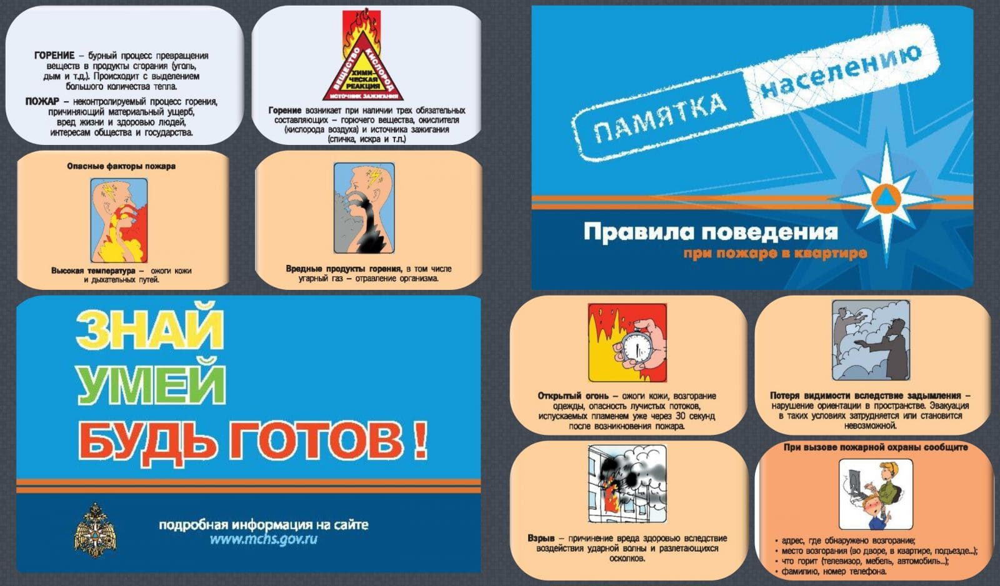 ГОРЕНИЕ – бурный процесс превращения
веществ в продукты сгорания (уголь,
дым и т.д.). Происходит с выделением
большого количества тепла.
ПОЖАР – неконтролируемый процесс горения,
причиняющий материальный ущерб,
вред жизни и здоровью людей,
интересам общества и государства.
ВЕЩЕСТВО
КИСЛОРОД
ХИМИ-
ЧЕСКАЯ
РЕАКЦИЯ
ИСТОЧНИК ЗАЖИГАНИЯ
Горение возникает при наличии трех обязательных
составляющих – горючего вещества, окислителя
(кислорода воздуха) и источника зажигания
(спичка, искра и т.п.)
Опасные факторы пожара
Высокая температура – ожоги кожи
и дыхательных путей.
Вредные продукты горения, в том числе
угарный газ – отравление организма.
ПАМЯТКА населению
Правила поведения
при пожаре в квартире
ЗНАЙ
УМЕЙ
БУДЬ ГОТОВ !
подробная информация на сайте
www.mchs.gov.ru
Открытый огонь – ожоги кожи, возгорание
одежды, опасность лучистых потоков,
испускаемых пламенем уже через 30 секунд
после возникновения пожара.
Потеря видимости вследствие задымления –
нарушение ориентации в пространстве. Эвакуация
в таких условиях затрудняется или становится
невозможной.
Взрыв – причинение вреда здоровью вследствие
воздействия ударной волны и разлетающихся
осколков.
При вызове пожарной охраны сообщите
• адрес, где обнаружено возгорание;
• место возгорания (во дворе, в квартире, подъезде...);
• что горит (телевизор, мебель, автомобиль...);
• фамилию, номер телефона.